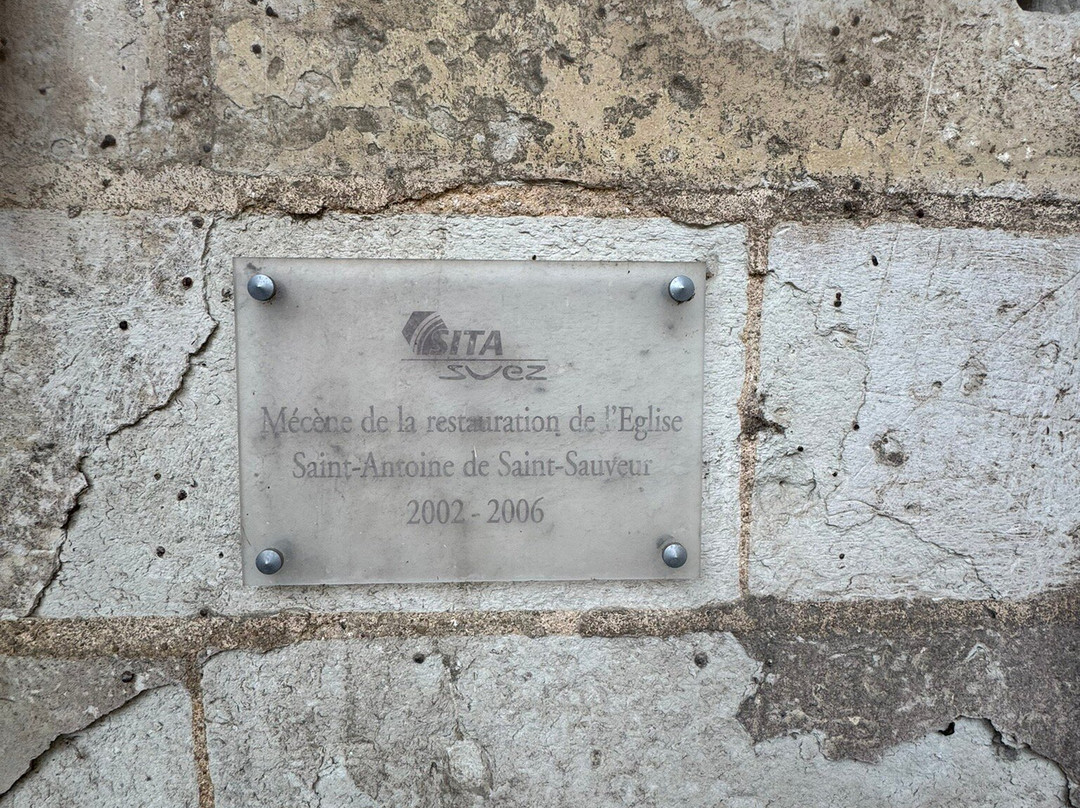 SITA
suez
Mécène de la restauration de l'Eglise
Saint-Antoine de Saint-Sauveur
2002 - 2006